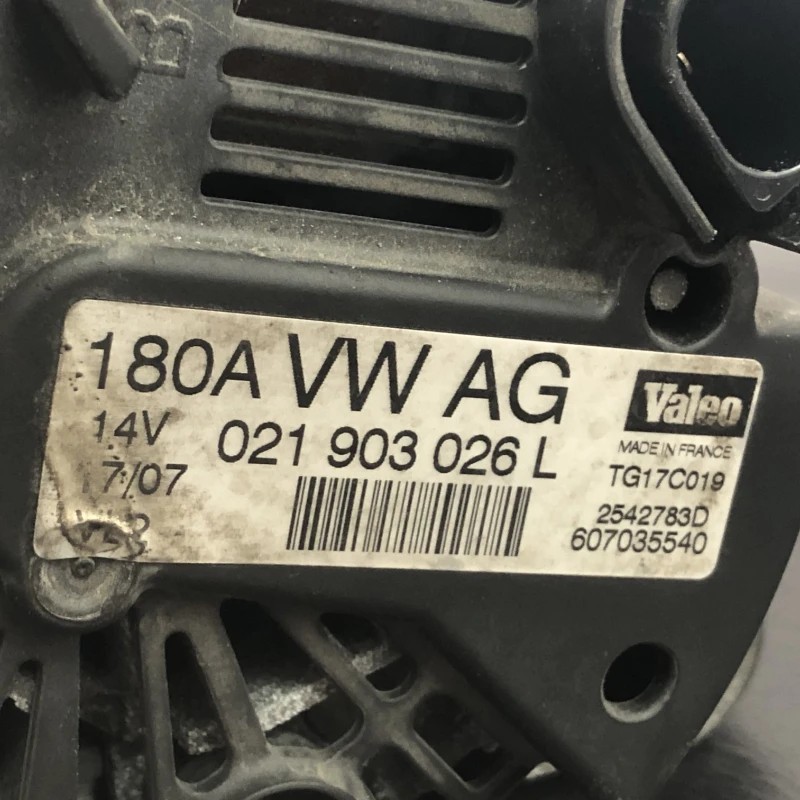 B
180A VW AG
14V 021 903 026 L
7/07
Valeo
MADE IN FRANCE
TG17C019
2542783D
607035540